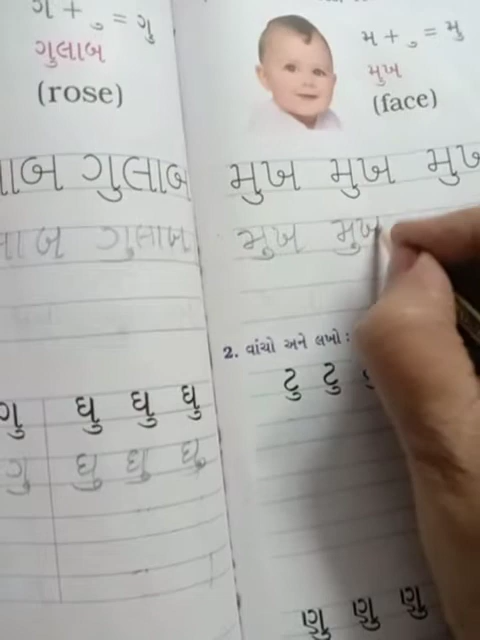 ગ + ુ = ગુ
ગુલાબ
(rose)
ગુલાબ
ગુલાબ
ગુ ઘુ ઘુ ઘુ
ગુ ઘુ ઘુ ઘુ
મ + ુ = મુ
મુખ
(face)
મુખ મુખ મુખ
મુખ મુખ
2. વાંચો અને લખો :
ટુ ટુ
ણુ ણુ ણુ